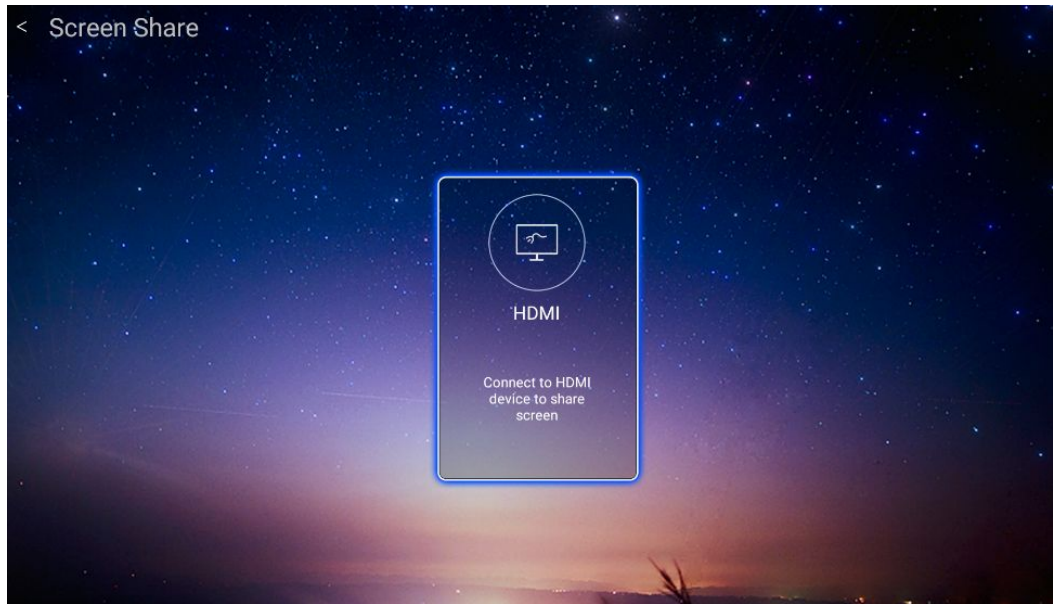 < Screen Share
HDMI
Connect to HDMI
device to share
screen